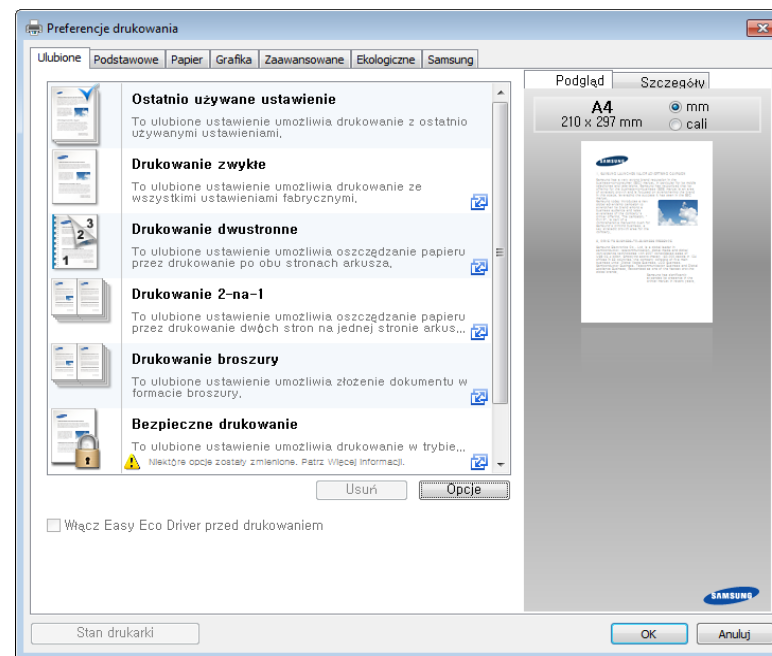 Preferencje drukowania
Ulubione Podstawowe Papier Grafika Zaawansowane Ekologiczne Samsung
Ostatnio używane ustawienie
To ulubione ustawienie umożliwia drukowanie z ostatnio
używanymi ustawieniami,
Drukowanie zwykłe
To ulubione ustawienie umożliwia drukowanie ze
wszystkimi ustawieniami fabrycznymi,
Drukowanie dwustronne
To ulubione ustawienie umożliwia oszczędzanie papieru
przez drukowanie po obu stronach arkusza,
1 2 3
Drukowanie 2-na-1
To ulubione ustawienie umożliwia oszczędzanie papieru
przez drukowanie dwóch stron na jednej stronie arkus...
Drukowanie broszury
To ulubione ustawienie umożliwia złożenie dokumentu w
formacie broszury,
Bezpieczne drukowanie
To ulubione ustawienie umożliwia drukowanie w trybie...
Niektóre opcje zostały zmienione. Patrz Więcej informacji.
Usuń Opcje
Włącz Easy Eco Driver przed drukowaniem
Stan drukarki
Podgląd Szczegóły
A4
210 x 297 mm
mm
cali
SAMSUNG
OK Anuluj